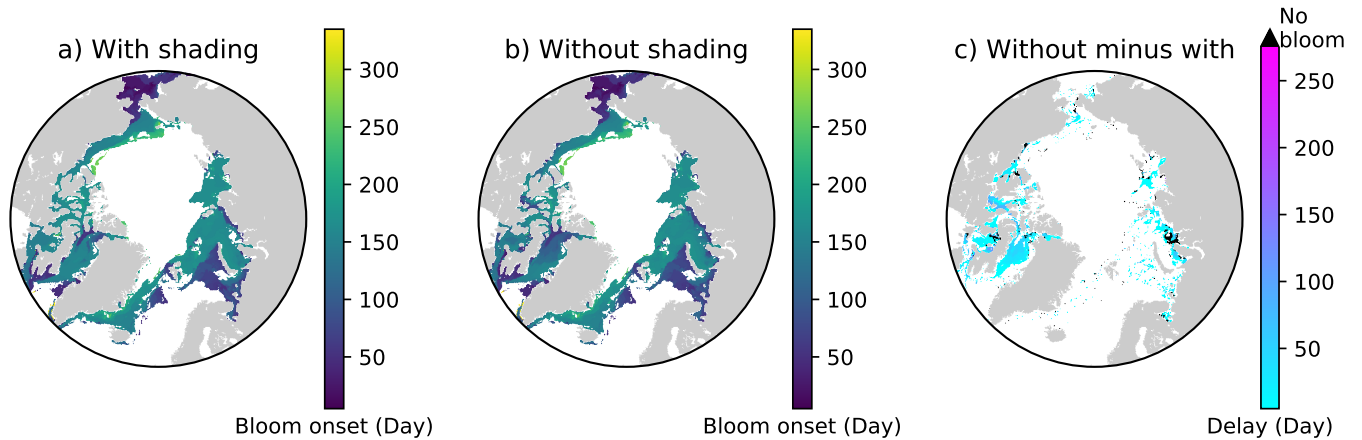 a) With shading
300
250
200
150
100
50
Bloom onset (Day)
b) Without shading
300
250
200
150
100
50
Bloom onset (Day)
c) Without minus with
No
bloom
250
200
150
100
50
Delay (Day)